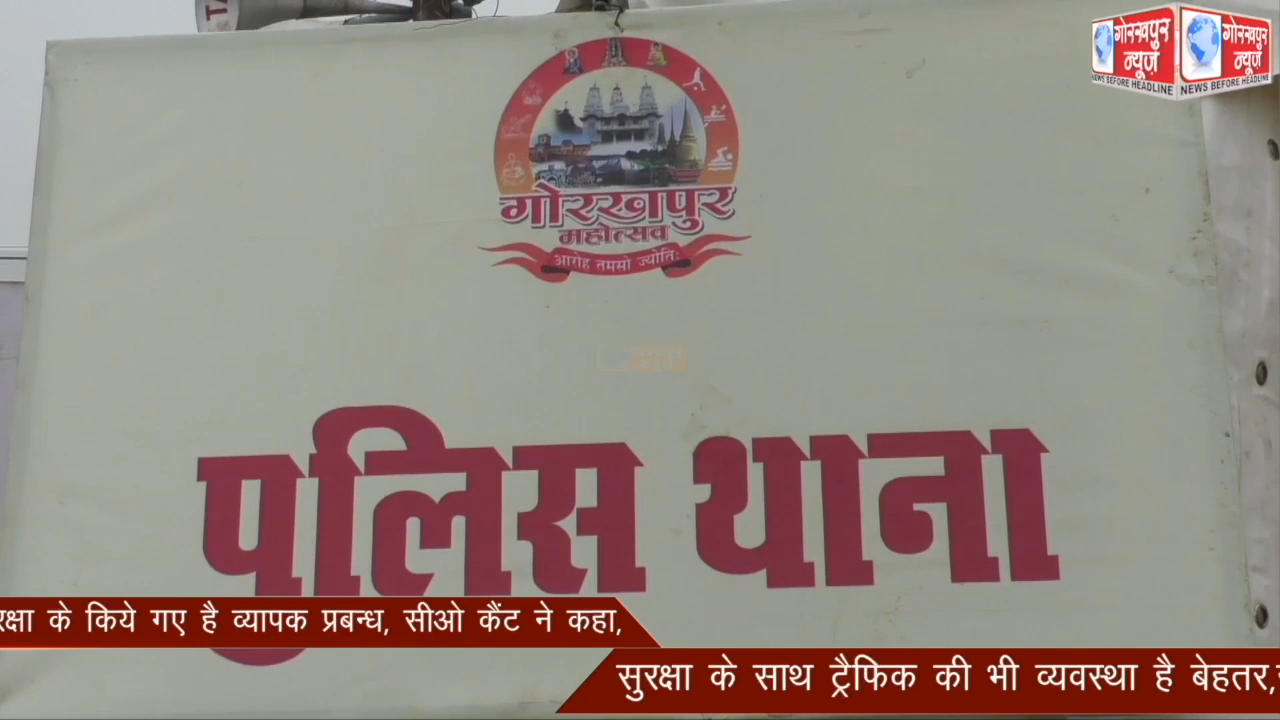 गोरखपुर
न्यूज़
NEWS BEFORE HEADLINE
गोरखपुर
न्यूज़
NEWS BEFORE HEADLINE
गोरखपुर
महोत्सव
आरोह तमसो ज्योतिः
पुलिस थाना
के किये गए है व्यापक प्रबन्ध, सीओ कैंट ने कहा,
सुरक्षा के साथ ट्रैफिक की भी व्यवस्था है बेहतर,